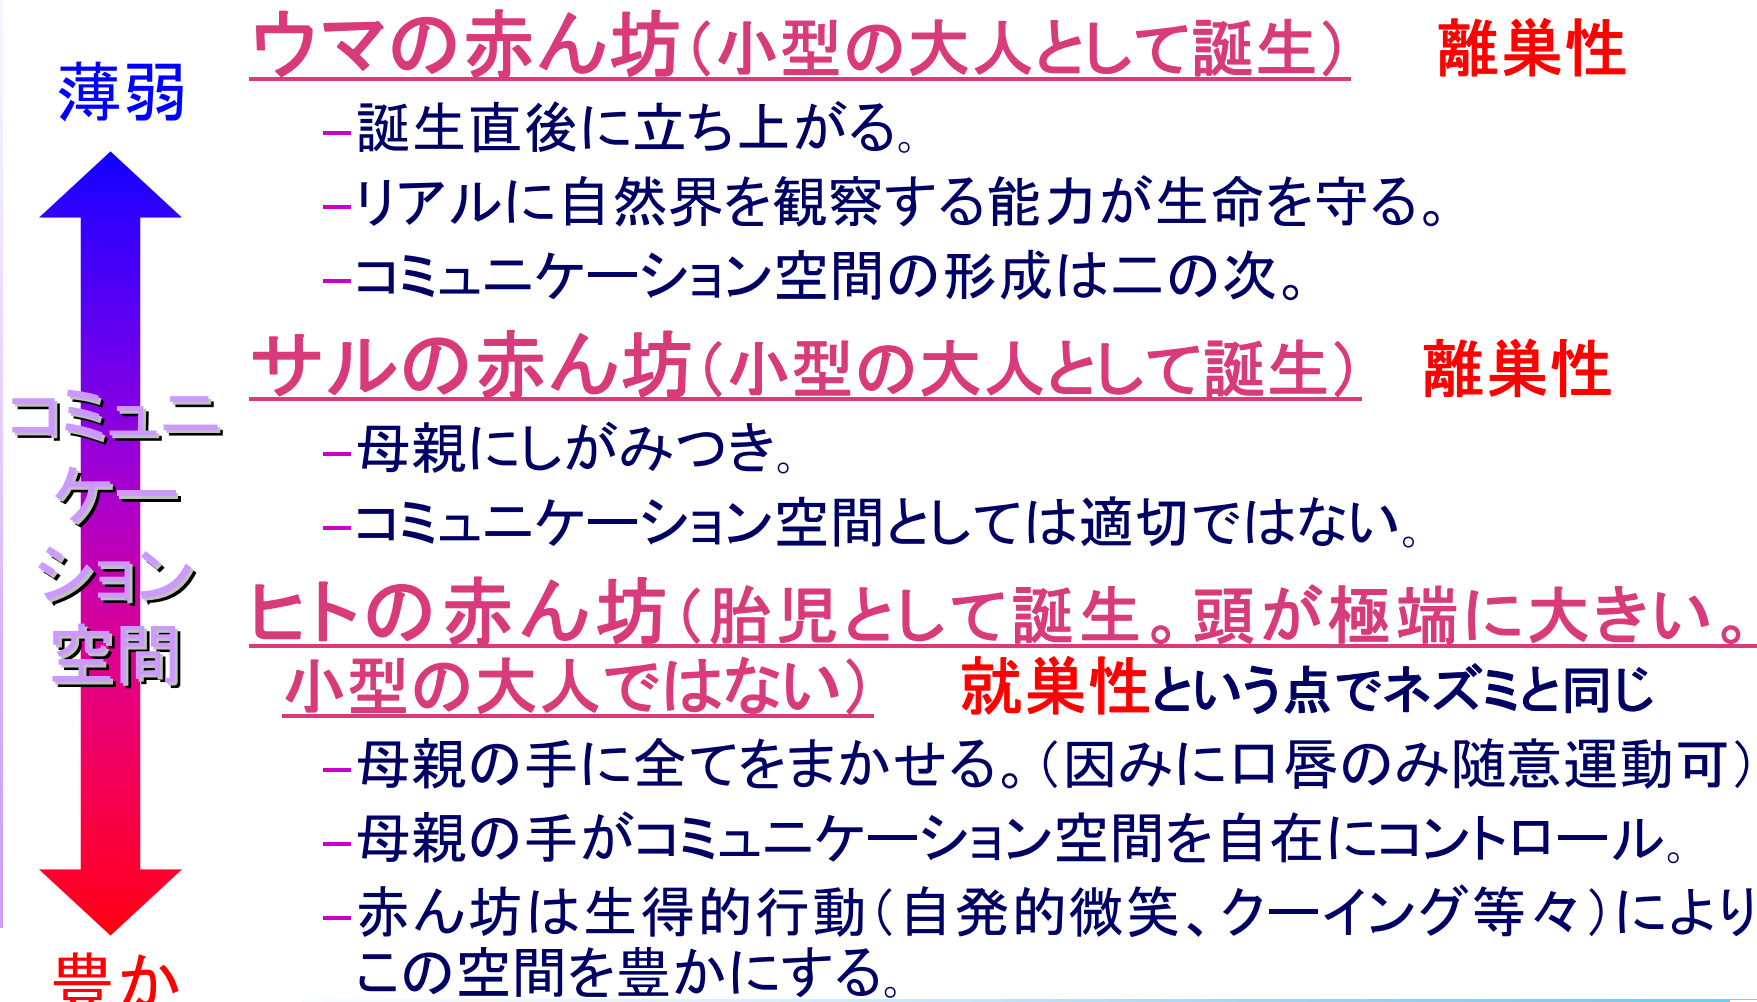 薄弱
コミュニ
ケー
ション
空間
豊か
ウマの赤ん坊（小型の大人として誕生） 離巣性
–誕生直後に立ち上がる。
–リアルに自然界を観察する能力が生命を守る。
–コミュニケーション空間の形成は二の次。
サルの赤ん坊（小型の大人として誕生） 離巣性
–母親にしがみつき。
–コミュニケーション空間としては適切ではない。
ヒトの赤ん坊（胎児として誕生。頭が極端に大きい。
小型の大人ではない） 就巣性という点でネズミと同じ
–母親の手に全てをまかせる。（因みに口唇のみ随意運動可）
–母親の手がコミュニケーション空間を自在にコントロール。
–赤ん坊は生得的行動（自発的微笑、クーイング等々）により
この空間を豊かにする。